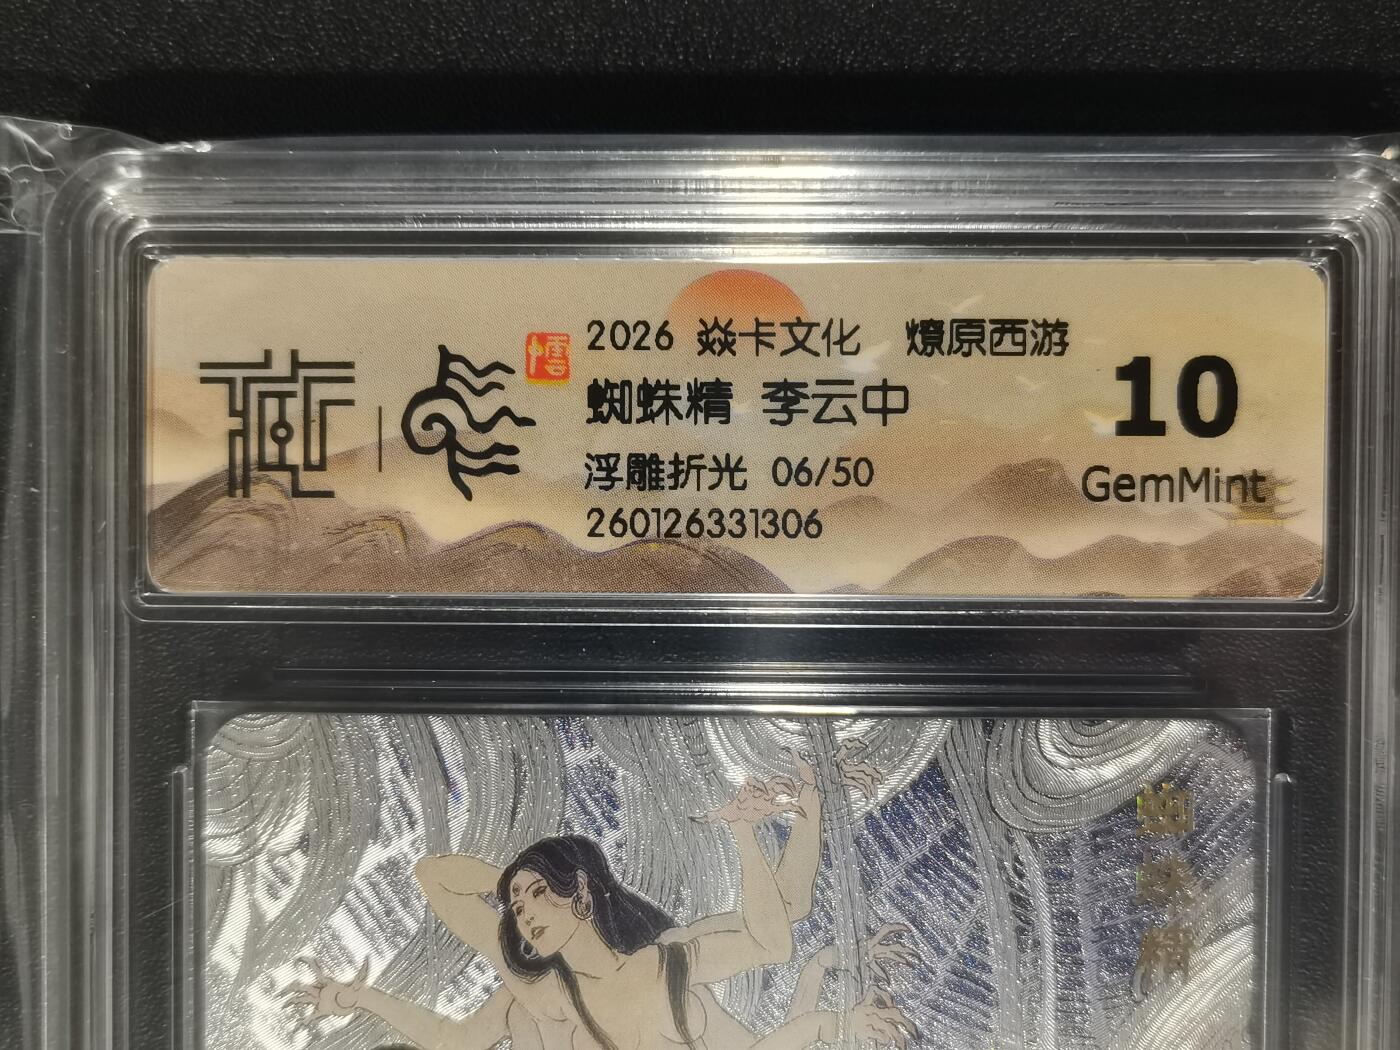 2026 焱卡文化 燎原西游
蜘蛛精 李云中
浮雕折光 06/50
260126331306
10
GemMint
蜘蛛精